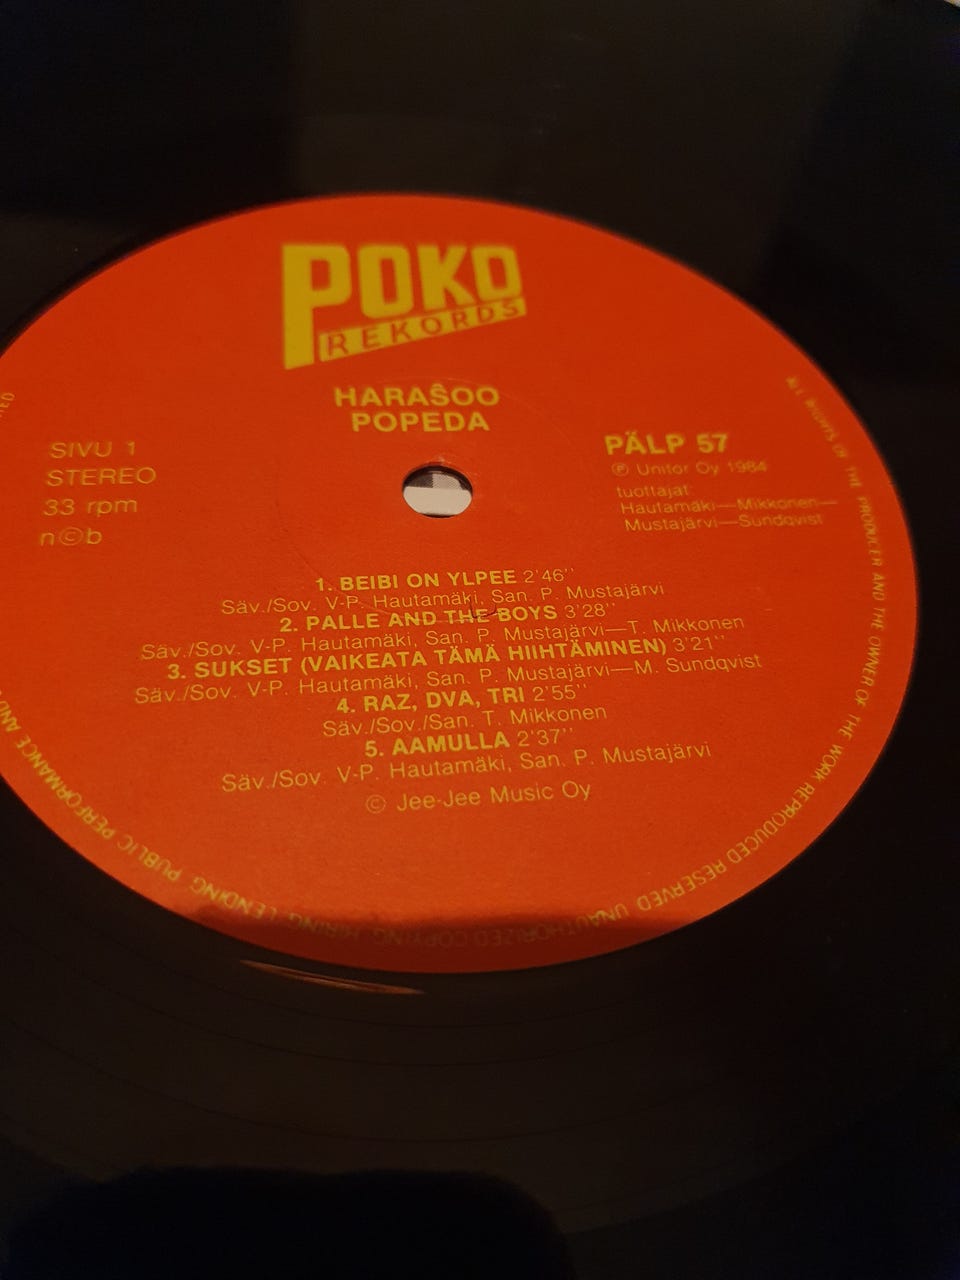 POKO
REKORDS
HARAŜOO
POPEDA
SIVU 1
STEREO
33 rpm
n©b
PÄLP 57
℗ Unitor Oy 1984
tuottajat
Hautamäki—Mikkonen—
Mustajärvi—Sundqvist
1. BEIBI ON YLPEE 2'46''
Säv./Sov. V-P. Hautamäki, San. P. Mustajärvi
2. PALLE AND THE BOYS 3'28''
Säv./Sov. V-P. Hautamäki, San. P. Mustajärvi—T. Mikkonen
3. SUKSET (VAIKEATA TÄMÄ HIIHTÄMINEN) 3'21''
Säv./Sov. V-P. Hautamäki, San. P. Mustajärvi—M. Sundqvist
4. RAZ, DVA, TRI 2'55''
Säv./Sov./San. T. Mikkonen
5. AAMULLA 2'37''
Säv./Sov. V-P. Hautamäki, San. P. Mustajärvi
© Jee-Jee Music Oy
THE PRODUCER AND THE OWNER OF THE WORK REPRODUCED RESERVED UNAUTHORIZED COPYING HIRING LENDING PUBLIC PERFORMANCE AND